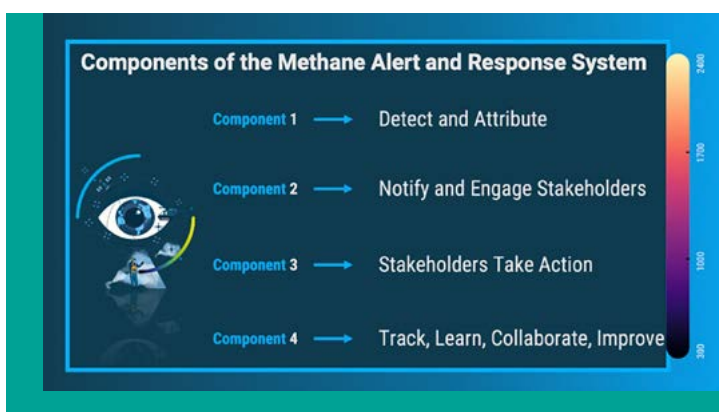 Components of the Methane Alert and Response System
Component 1 Detect and Attribute
Component 2 Notify and Engage Stakeholders
Component 3 Stakeholders Take Action
Component 4 Track, Learn, Collaborate, Improve
2400
1700
1000
300